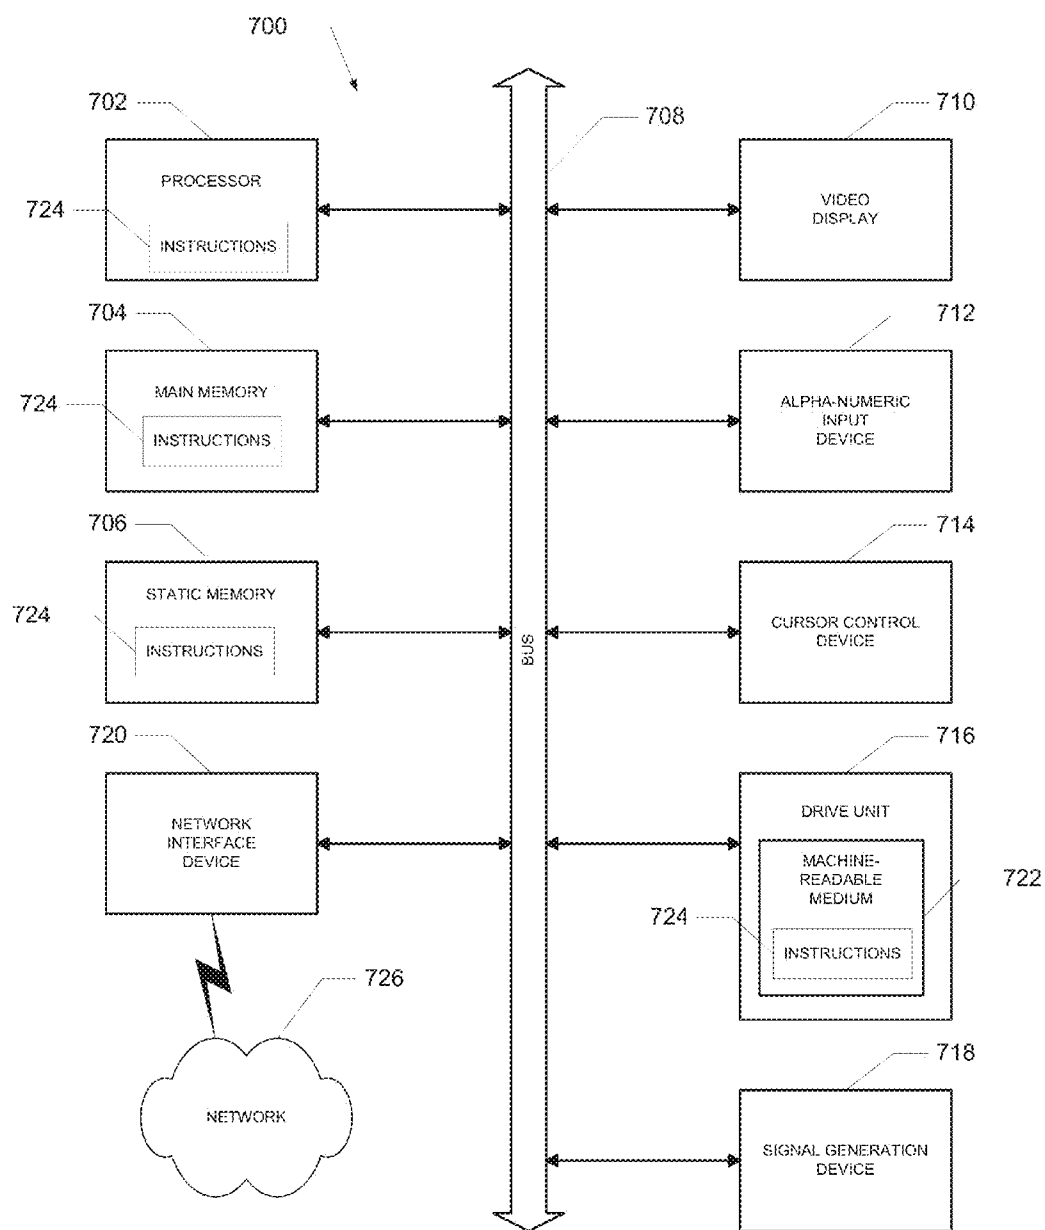 700
702
708
710
PROCESSOR
724
INSTRUCTIONS
VIDEO
DISPLAY
704
712
MAIN MEMORY
724
INSTRUCTIONS
ALPHA-NUMERIC
INPUT
DEVICE
706
714
STATIC MEMORY
724
INSTRUCTIONS
BUS
CURSOR CONTROL
DEVICE
720
716
NETWORK
INTERFACE
DEVICE
DRIVE UNIT
MACHINE-
READABLE
MEDIUM
722
724
INSTRUCTIONS
726
NETWORK
718
SIGNAL GENERATION
DEVICE